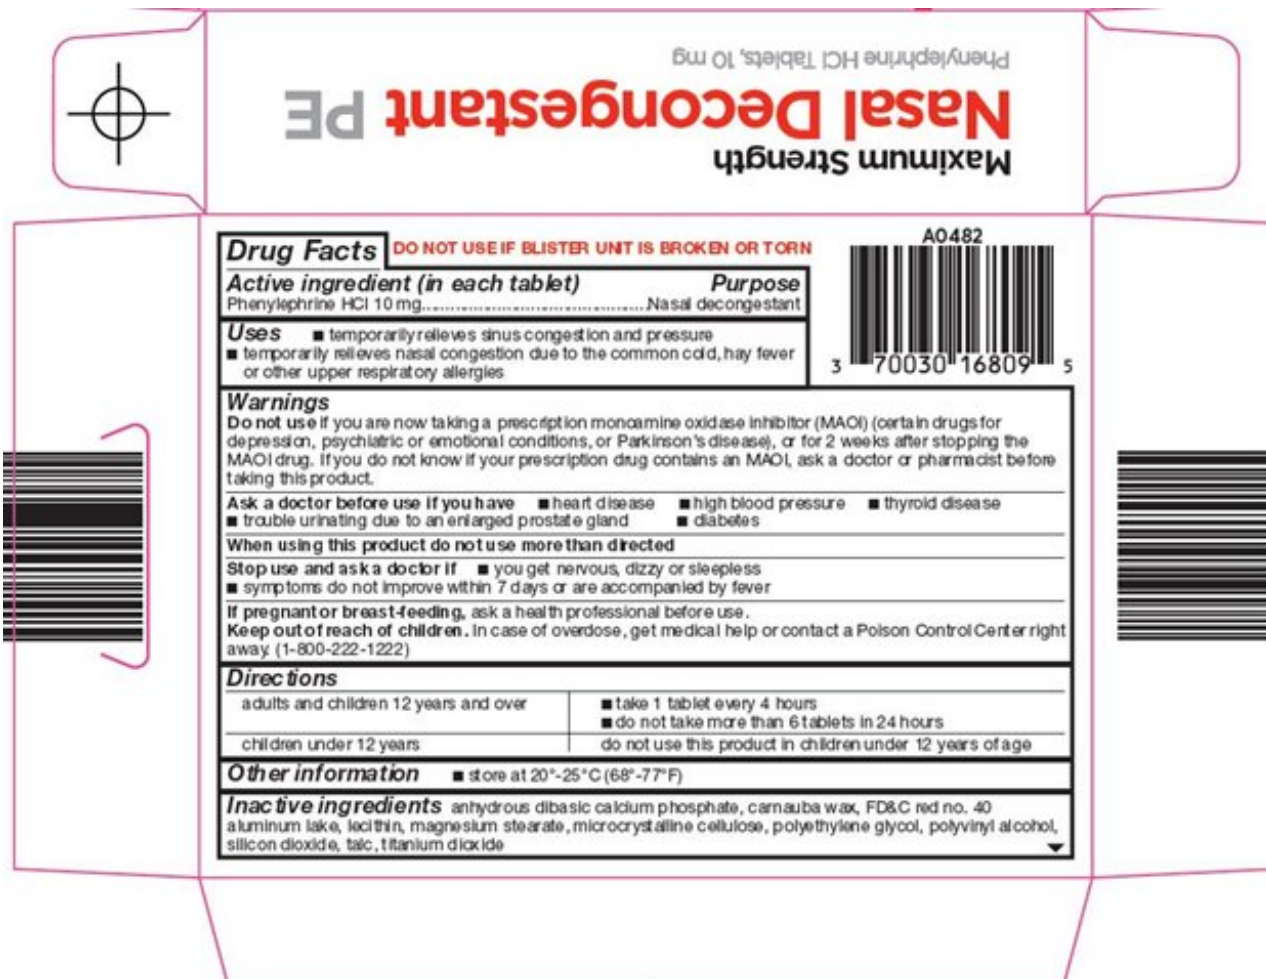 Maximum Strength
Nasal Decongestant PE
Phenylephrine HCl Tablets, 10 mg
Drug Facts
DO NOT USE IF BLISTER UNIT IS BROKEN OR TORN
A0482
Active ingredient (in each tablet) Purpose
Phenylephrine HCl 10 mg................................................Nasal decongestant
Uses ■ temporarily relieves sinus congestion and pressure
■ temporarily relieves nasal congestion due to the common cold, hay fever
or other upper respiratory allergies
3 70030 16809 5
Warnings
Do not use if you are now taking a prescription monoamine oxidase inhibitor (MAOI) (certain drugs for
depression, psychiatric or emotional conditions, or Parkinson's disease), or for 2 weeks after stopping the
MAOI drug. If you do not know if your prescription drug contains an MAOI, ask a doctor or pharmacist before
taking this product.
Ask a doctor before use if you have ■ heart disease ■ high blood pressure ■ thyroid disease
■ trouble urinating due to an enlarged prostate gland ■ diabetes
When using this product do not use more than directed
Stop use and ask a doctor if ■ you get nervous, dizzy or sleepless
■ symptoms do not improve within 7 days or are accompanied by fever
If pregnant or breast-feeding, ask a health professional before use.
Keep out of reach of children. In case of overdose, get medical help or contact a Poison Control Center right
away. (1-800-222-1222)
Directions
adults and children 12 years and over ■ take 1 tablet every 4 hours
■ do not take more than 6 tablets in 24 hours
children under 12 years do not use this product in children under 12 years of age
Other information ■ store at 20°-25°C (68°-77°F)
Inactive ingredients anhydrous dibasic calcium phosphate, carnauba wax, FD&C red no. 40
aluminum lake, lecithin, magnesium stearate, microcrystalline cellulose, polyethylene glycol, polyvinyl alcohol,
silicon dioxide, talc, titanium dioxide